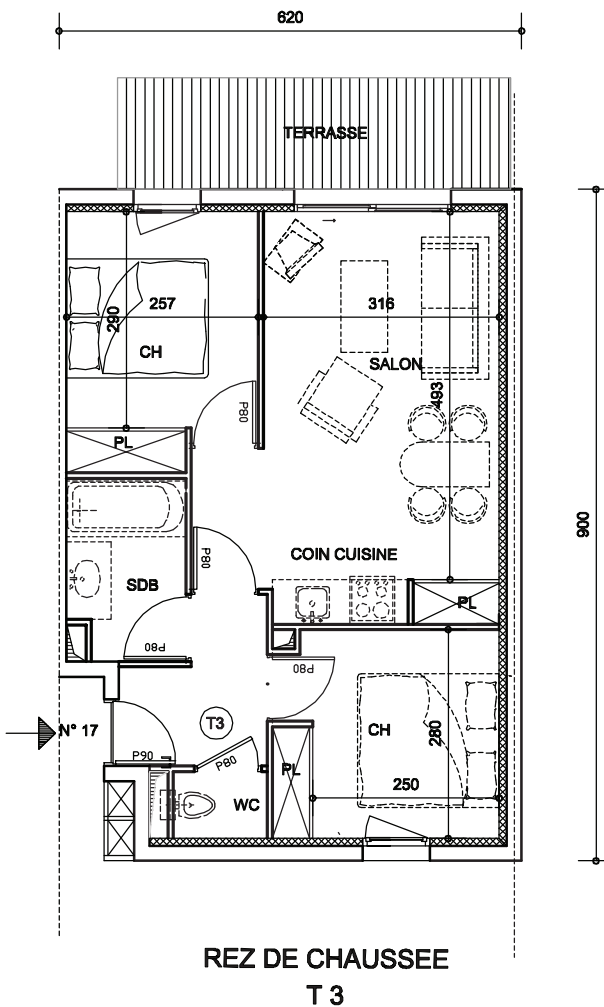 620
TERRASSE
257
316
290
CH
SALON
P80
493
PL
900
P80
COIN CUISINE
SDB
PL
P80
P80
N° 17
T3
CH
280
P90
P80
PL
250
WC
REZ DE CHAUSSEE
T 3